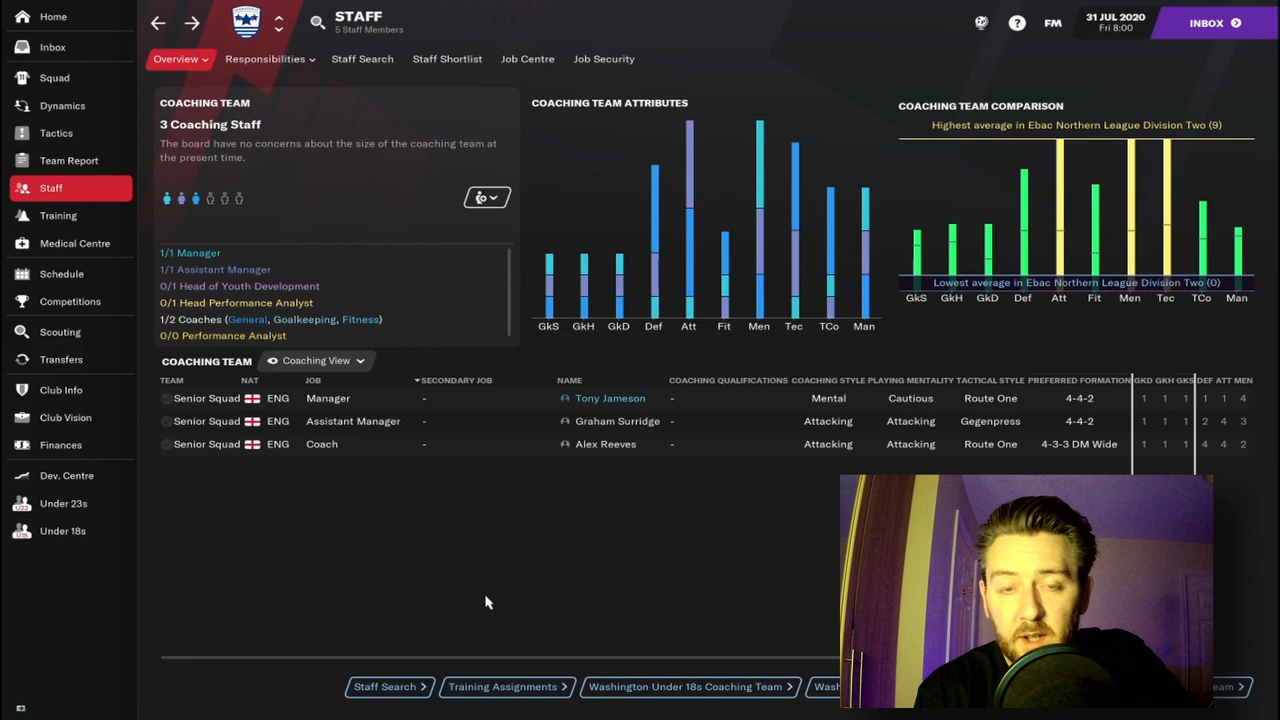 Home
Inbox
Squad
Dynamics
Tactics
Team Report
Staff
Training
Medical Centre
Schedule
Competitions
Scouting
Transfers
Club Info
Club Vision
Finances
Dev. Centre
Under 23s
Under 18s
STAFF
5 Staff Members
? FM 31 JUL 2020 INBOX
Fri 8:00
Overview Responsibilities Staff Search Staff Shortlist Job Centre Job Security
COACHING TEAM
3 Coaching Staff
The board have no concerns about the size of the coaching team at
the present time.
1/1 Manager
1/1 Assistant Manager
0/1 Head of Youth Development
0/1 Head Performance Analyst
1/2 Coaches (General, Goalkeeping, Fitness)
0/0 Performance Analyst
COACHING TEAM ATTRIBUTES
GkS GkH GkD Def Att Fit Men Tec TCo Man
COACHING TEAM COMPARISON
Highest average in Ebac Northern League Division Two (9)
Lowest average in Ebac Northern League Division Two (0)
GkS GkH GkD Def Att Fit Men Tec TCo Man
COACHING TEAM Coaching View
TEAM NAT JOB SECONDARY JOB NAME COACHING QUALIFICATIONS COACHING STYLE PLAYING MENTALITY TACTICAL STYLE PREFERRED FORMATION GKD GKH GKS DEF ATT MEN
Senior Squad ENG Manager - Tony Jameson - Mental Cautious Route One 4-4-2 1 1 1 1 1 4
Senior Squad ENG Assistant Manager - Graham Surridge - Attacking Attacking Gegenpress 4-4-2 1 1 1 2 4 3
Senior Squad ENG Coach - Alex Reeves - Attacking Attacking Route One 4-3-3 DM Wide 1 1 1 4 4 2
Staff Search Training Assignments Washington Under 18s Coaching Team Wash